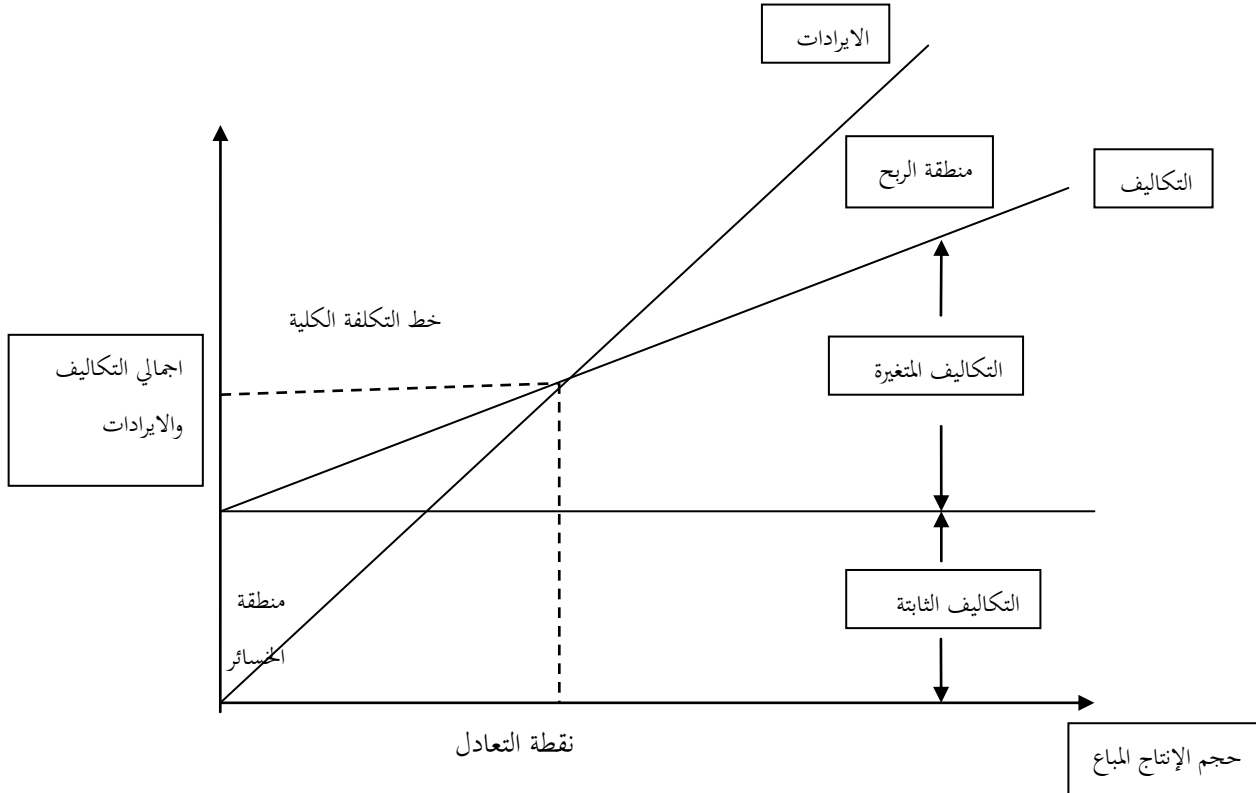 الايرادات
منطقة الربح
التكاليف
خط التكلفة الكلية
اجمالي التكاليف
والايرادات
التكاليف المتغيرة
منطقة
الخسائر
التكاليف الثابتة
نقطة التعادل
حجم الإنتاج المباع